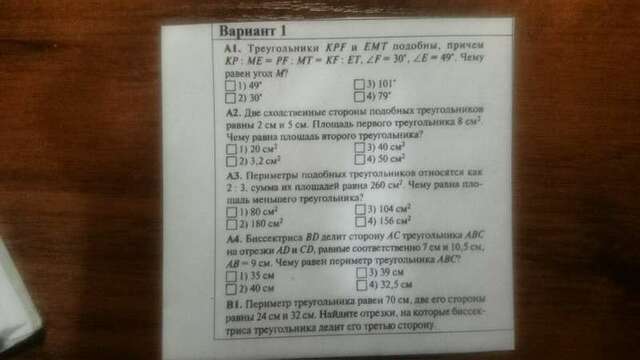 Вариант 1
А1. Треугольники KPF и EMT подобны, причем
KP : ME = PF : MT = KF : ET, ∠F = 30°, ∠E = 49°. Чему
равен угол M?
1) 49° 3) 101°
2) 30° 4) 79°
А2. Две сходственные стороны подобных треугольников
равны 2 см и 5 см. Площадь первого треугольника 8 см².
Чему равна площадь второго треугольника?
1) 20 см² 3) 40 см²
2) 3,2 см² 4) 50 см²
А3. Периметры подобных треугольников относятся как
2 : 3, сумма их площадей равна 260 см². Чему равна пло-
щадь меньшего треугольника?
1) 80 см² 3) 104 см²
2) 180 см² 4) 156 см²
А4. Биссектриса BD делит сторону AC треугольника ABC
на отрезки AD и CD, равные соответственно 7 см и 10,5 см,
AB = 9 см. Чему равен периметр треугольника ABC?
1) 35 см 3) 39 см
2) 40 см 4) 32,5 см
В1. Периметр треугольника равен 70 см, две его стороны
равны 24 см и 32 см. Найдите отрезки, на которые биссек-
триса треугольника делит его третью сторону.